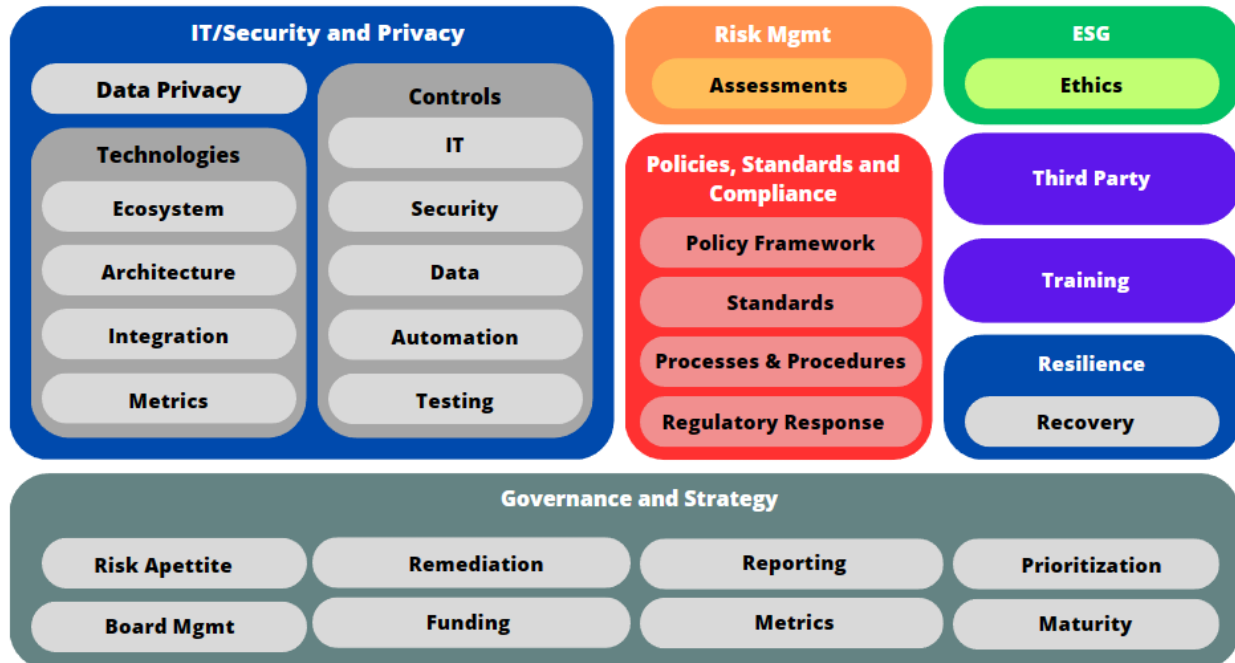 IT/Security and Privacy
Data Privacy
Technologies
Ecosystem
Architecture
Integration
Metrics
Controls
IT
Security
Data
Automation
Testing
Risk Mgmt
Assessments
Policies, Standards and
Compliance
Policy Framework
Standards
Processes & Procedures
Regulatory Response
ESG
Ethics
Third Party
Training
Resilience
Recovery
Governance and Strategy
Risk Apettite
Remediation
Reporting
Prioritization
Board Mgmt
Funding
Metrics
Maturity